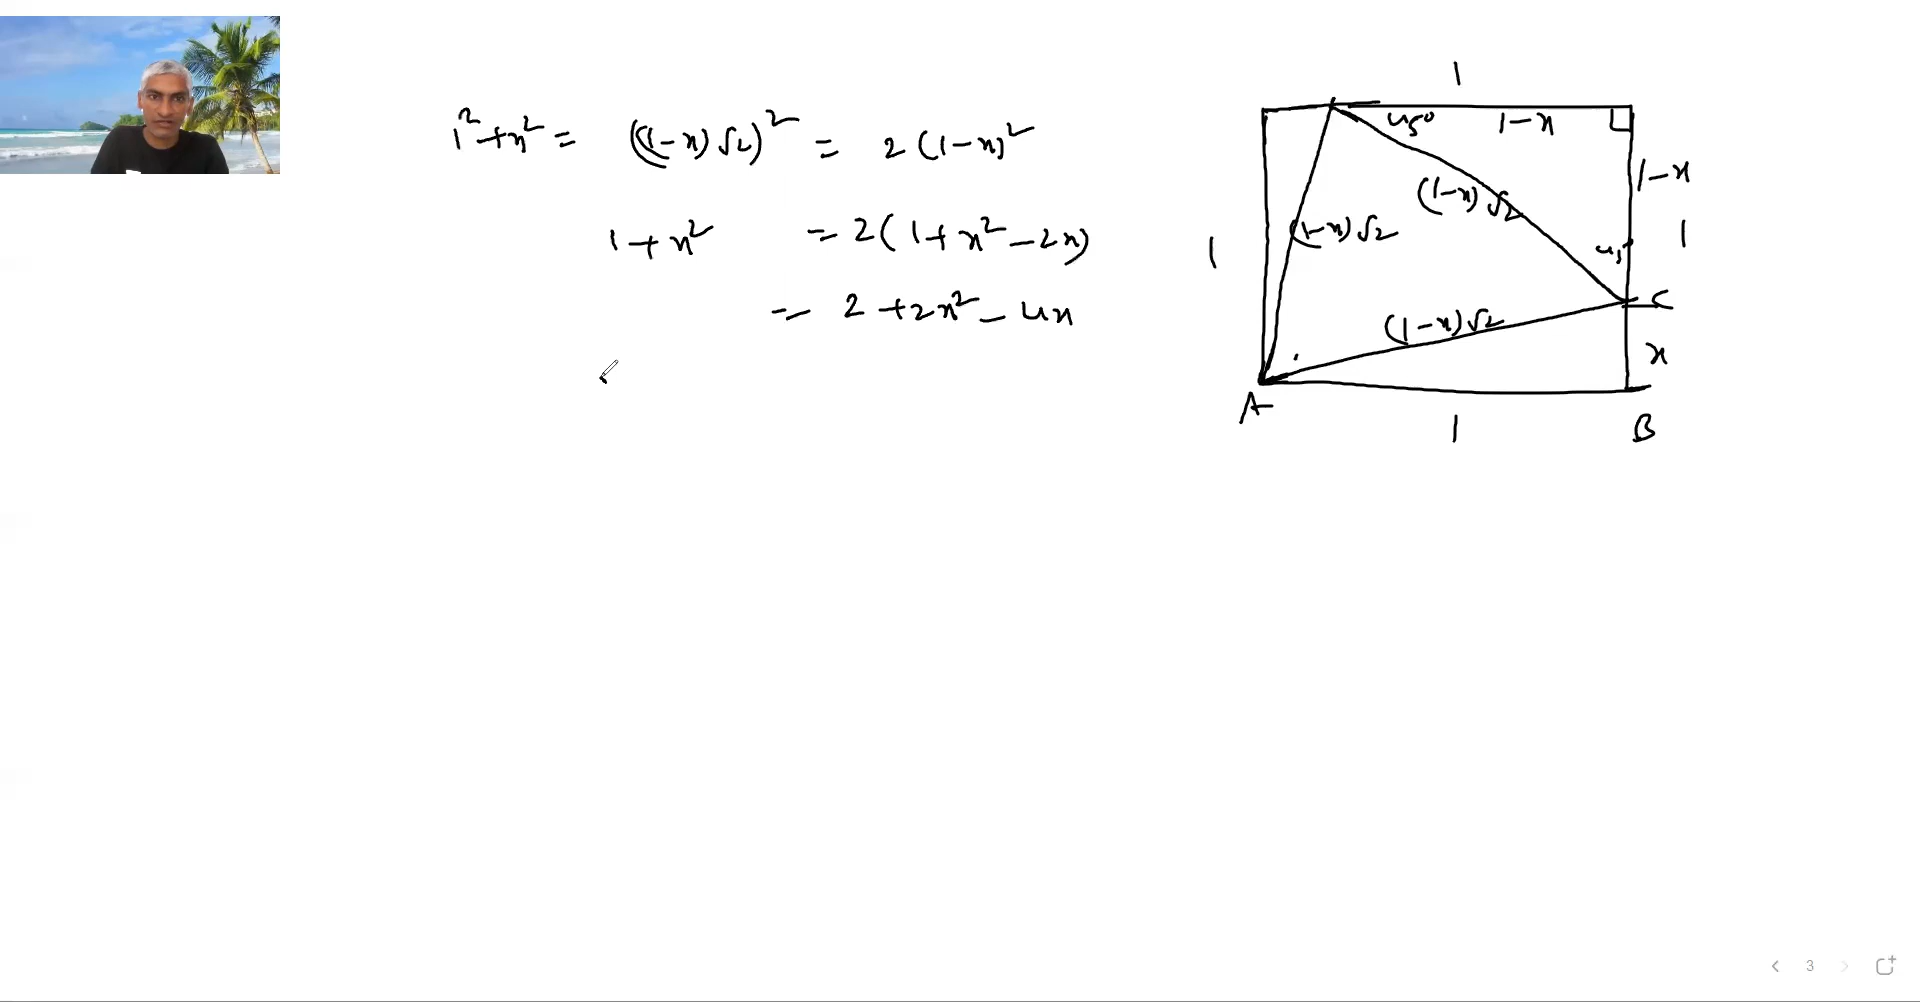 1² + x² = ((1-x)√2)² = 2(1-x)²
1 + x² = 2(1 + x² - 2x)
= 2 + 2x² - 4x
1
45°
1-x
1-x
(1-x)√2
(1-x)√2
45
1
1
C
(1-x)√2
x
A
1
B
3